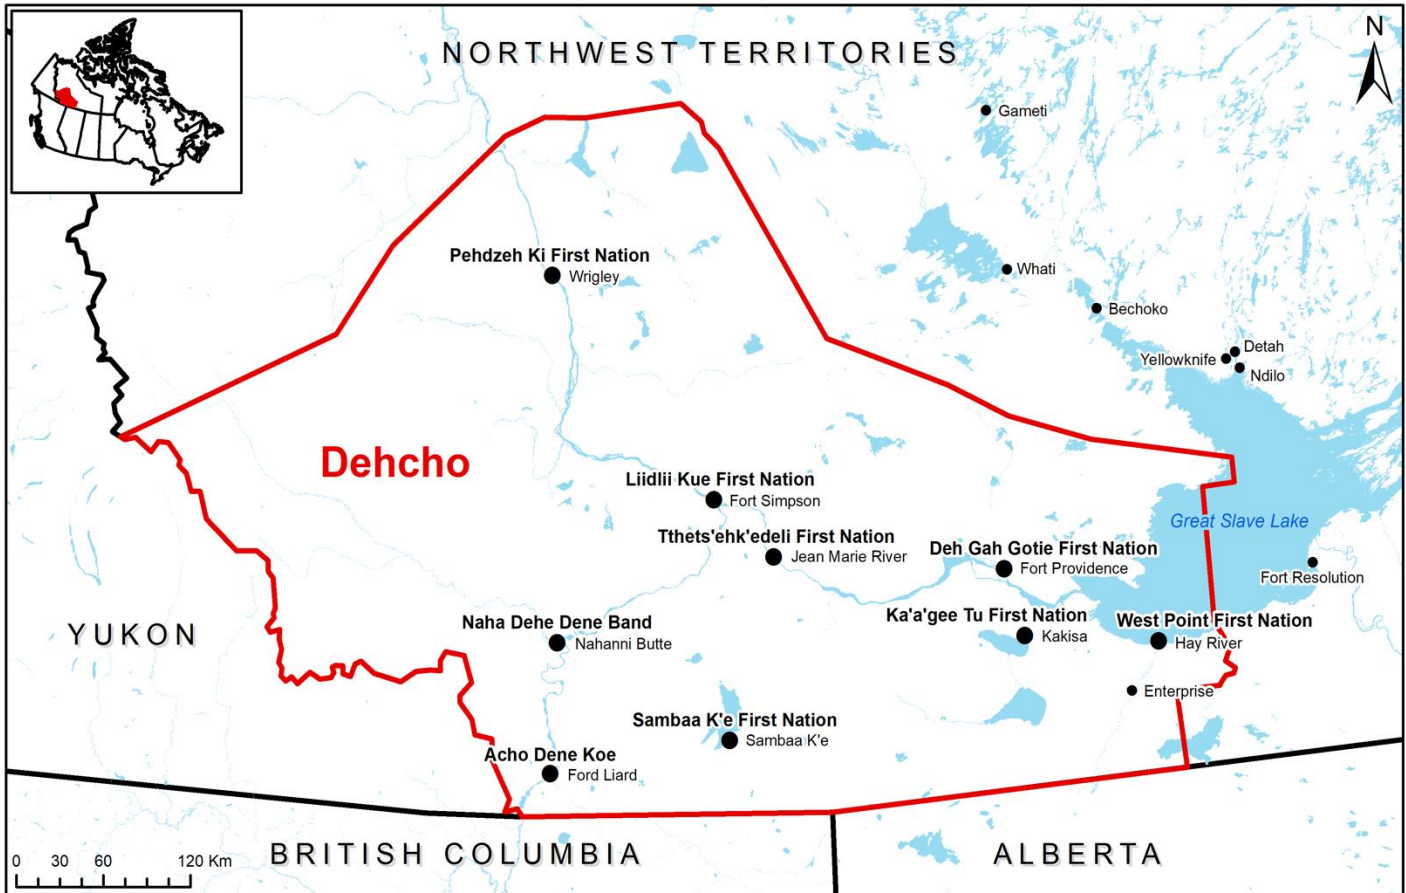 NORTHWEST TERRITORIES
N
Gameti
Pehdzeh Ki First Nation
Wrigley
Whati
Bechoko
Detah
Yellowknife
Ndilo
Dehcho
Liidlii Kue First Nation
Fort Simpson
Great Slave Lake
Tthets'ehk'edeli First Nation
Jean Marie River
Deh Gah Gotie First Nation
Fort Providence
Fort Resolution
Ka'a'gee Tu First Nation
Kakisa
West Point First Nation
Hay River
YUKON
Naha Dehe Dene Band
Nahanni Butte
Enterprise
Sambaa K'e First Nation
Sambaa K'e
Acho Dene Koe
Ford Liard
0 30 60 120 Km
BRITISH COLUMBIA
ALBERTA